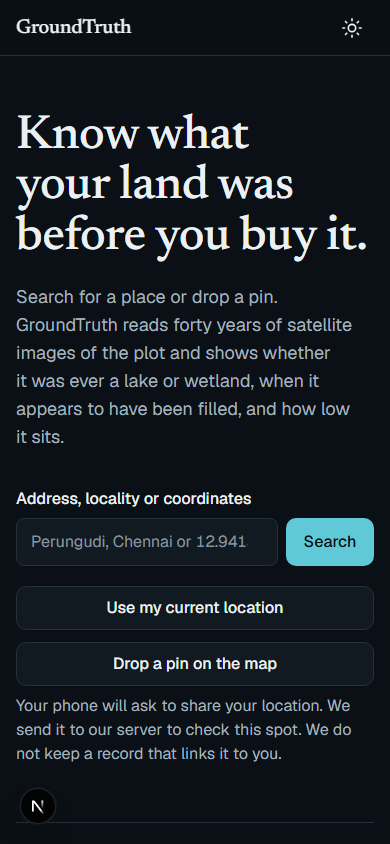 GroundTruth
Know what
your land was
before you buy it.
Search for a place or drop a pin.
GroundTruth reads forty years of satellite
images of the plot and shows whether
it was ever a lake or wetland, when it
appears to have been filled, and how low
it sits.
Address, locality or coordinates
Perungudi, Chennai or 12.941
Search
Use my current location
Drop a pin on the map
Your phone will ask to share your location. We
send it to our server to check this spot. We do
not keep a record that links it to you.
N